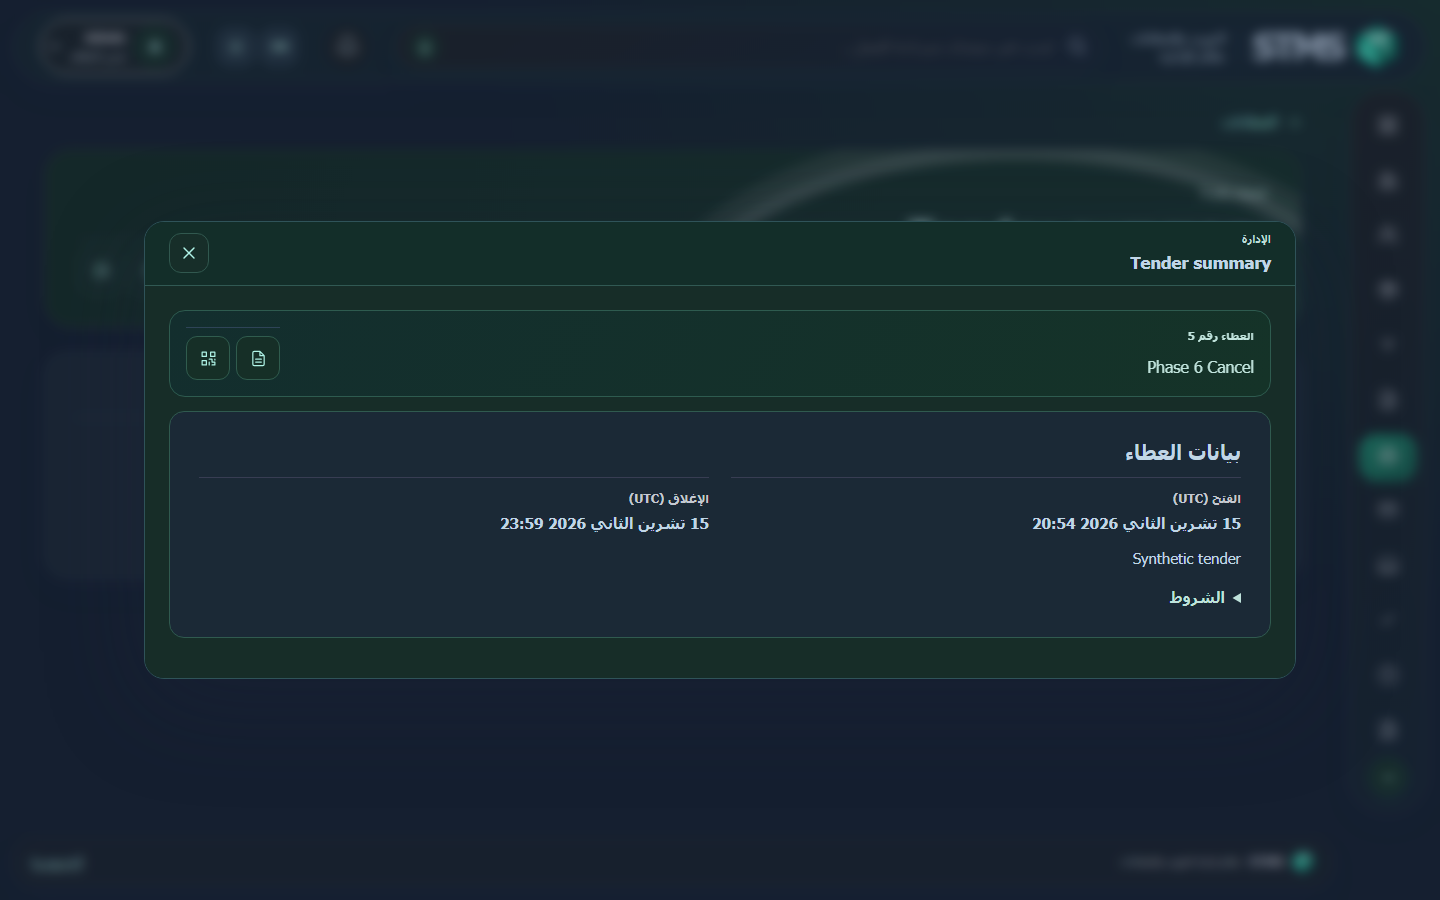 STMS
الإدارة
Tender summary
العطاء رقم 5
Phase 6 Cancel
بيانات العطاء
الفتح (UTC)
15 تشرين الثاني 2026 20:54
الإغلاق (UTC)
15 تشرين الثاني 2026 23:59
Synthetic tender
الشروط